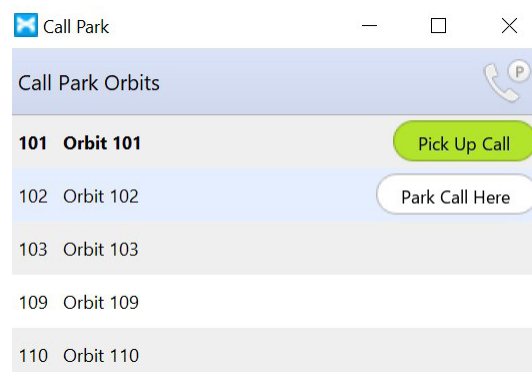 Call Park
Call Park Orbits
P
101 Orbit 101 Pick Up Call
102 Orbit 102 Park Call Here
103 Orbit 103
109 Orbit 109
110 Orbit 110